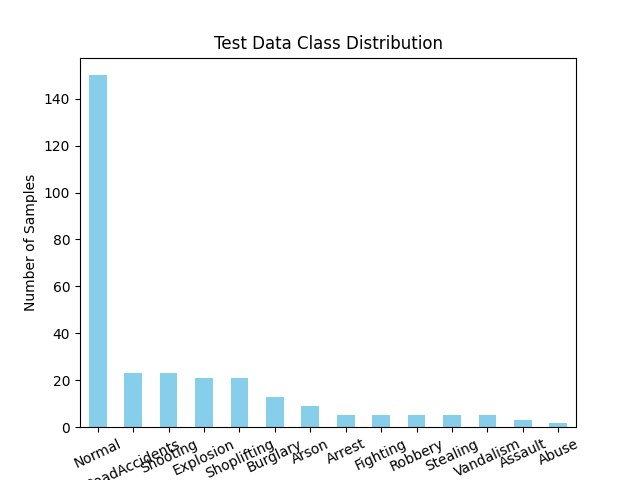 Test Data Class Distribution
Number of Samples
140
120
100
80
60
40
20
0
Normal
oadAccidents
Shooting
Explosion
Shoplifting
Burglary
Arson
Arrest
Fighting
Robbery
Stealing
Vandalism
Assault
Abuse